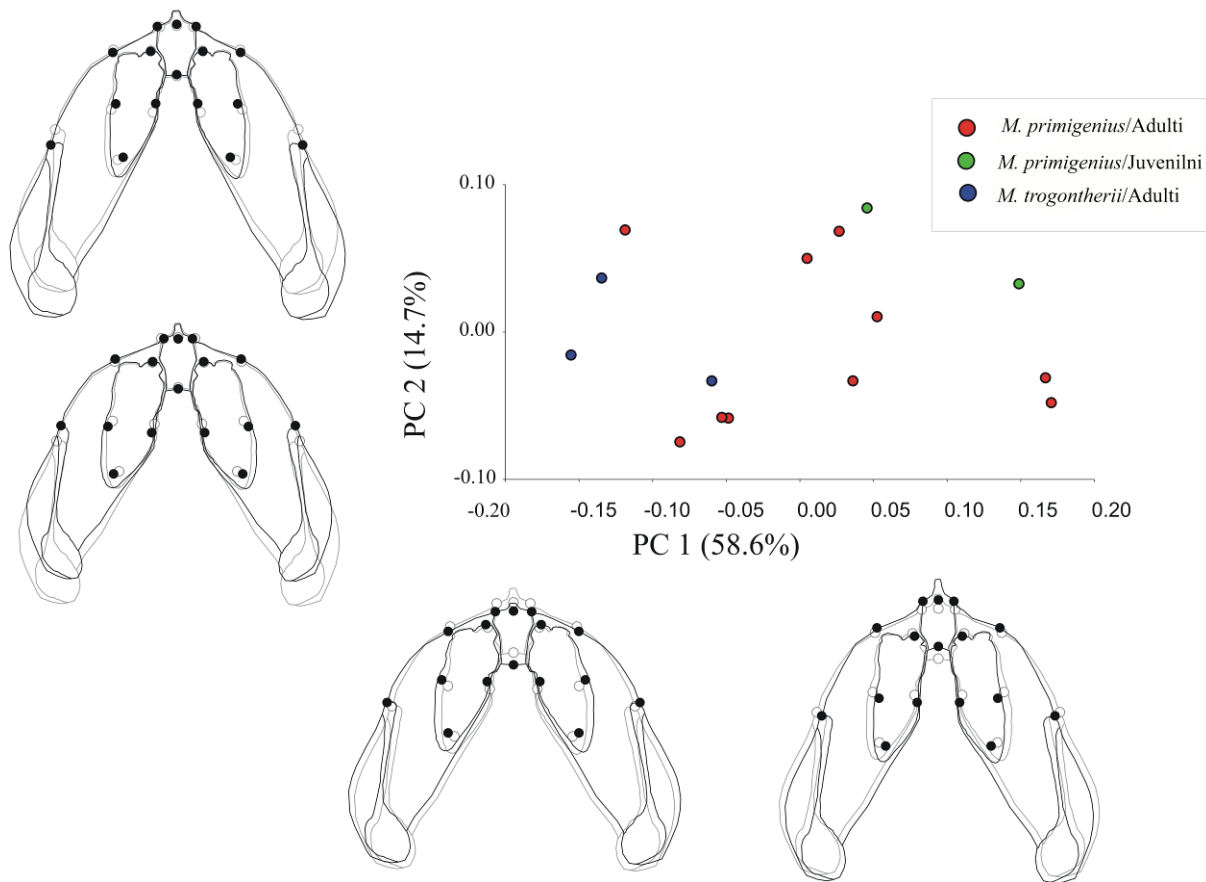 M. primigenius/Adulti
M. primigenius/Juvenilni
M. trogontherii/Adulti
PC 2 (14.7%)
0.10
0.00
-0.10
-0.20 -0.15 -0.10 -0.05 0.00 0.05 0.10 0.15 0.20
PC 1 (58.6%)